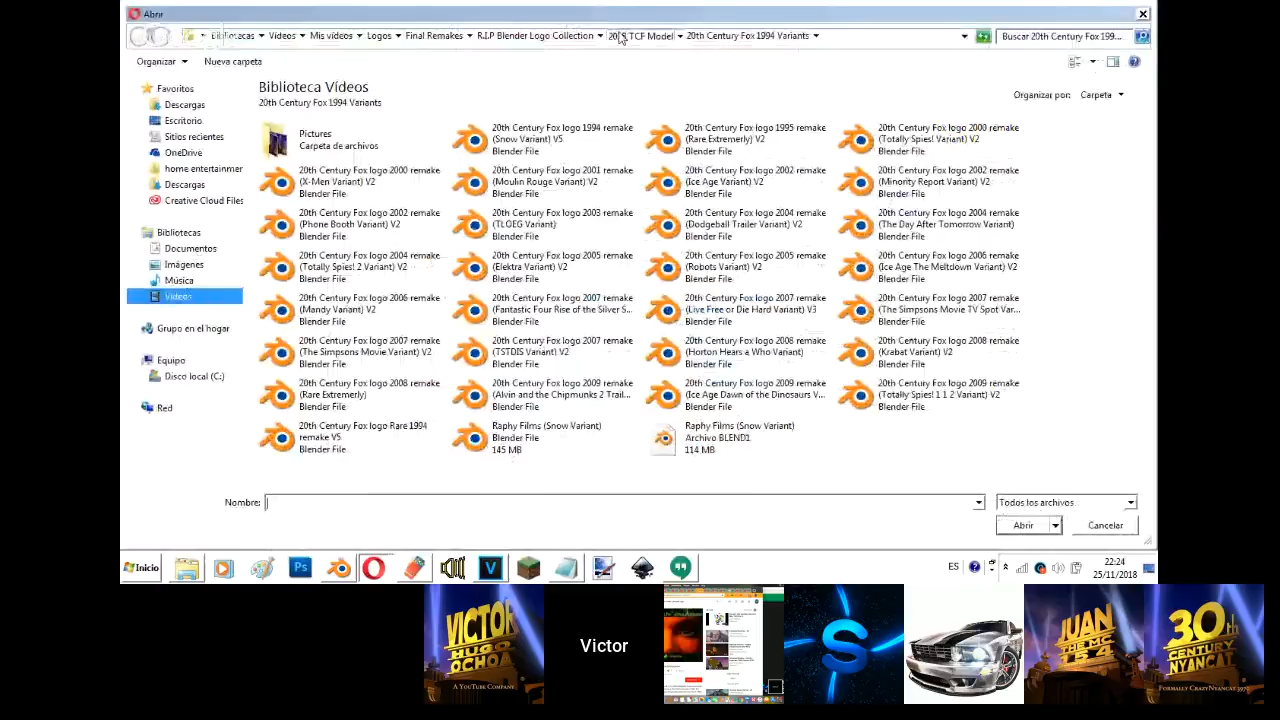 Abrir
Bibliotecas Vídeos Mis vídeos Logos Final Remakes R.I.P Blender Logo Collection TCF Model 20th Century Fox 1994 Variants
Buscar 20th Century Fox 199...
Organizar Nueva carpeta
Favoritos
Descargas
Escritorio
Sitios recientes
OneDrive
home entertainmer
Descargas
Creative Cloud Files
Bibliotecas
Documentos
Imágenes
Música
Vídeos
Grupo en el hogar
Equipo
Disco local (C:)
Red
Biblioteca Vídeos
20th Century Fox 1994 Variants
Organizar por: Carpeta
Pictures
Carpeta de archivos
20th Century Fox logo 1994 remake
(Snow Variant) V5
Blender File
20th Century Fox logo 1995 remake
(Rare Extremerly) V2
Blender File
20th Century Fox logo 2000 remake
(Totally Spies! Variant) V2
Blender File
20th Century Fox logo 2000 remake
(X-Men Variant) V2
Blender File
20th Century Fox logo 2001 remake
(Moulin Rouge Variant) V2
Blender File
20th Century Fox logo 2002 remake
(Ice Age Variant) V2
Blender File
20th Century Fox logo 2002 remake
(Minority Report Variant) V2
Blender File
20th Century Fox logo 2002 remake
(Phone Booth Variant) V2
Blender File
20th Century Fox logo 2003 remake
(TLOEG Variant)
Blender File
20th Century Fox logo 2004 remake
(Dodgeball Trailer Variant) V2
Blender File
20th Century Fox logo 2004 remake
(The Day After Tomorrow Variant)
Blender File
20th Century Fox logo 2004 remake
(Totally Spies! 2 Variant) V2
Blender File
20th Century Fox logo 2005 remake
(Elektra Variant) V2
Blender File
20th Century Fox logo 2005 remake
(Robots Variant) V2
Blender File
20th Century Fox logo 2006 remake
(Ice Age The Meltdown Variant) V2
Blender File
20th Century Fox logo 2006 remake
(Mandy Variant) V2
Blender File
20th Century Fox logo 2007 remake
(Fantastic Four Rise of the Silver S...
Blender File
20th Century Fox logo 2007 remake
(Live Free or Die Hard Variant) V3
Blender File
20th Century Fox logo 2007 remake
(The Simpsons Movie TV Spot Var...
Blender File
20th Century Fox logo 2007 remake
(The Simpsons Movie Variant) V2
Blender File
20th Century Fox logo 2007 remake
(TSTDIS Variant) V2
Blender File
20th Century Fox logo 2008 remake
(Horton Hears a Who Variant)
Blender File
20th Century Fox logo 2008 remake
(Krabat Variant) V2
Blender File
20th Century Fox logo 2008 remake
(Rare Extremerly)
Blender File
20th Century Fox logo 2009 remake
(Alvin and the Chipmunks 2 Trail...
Blender File
20th Century Fox logo 2009 remake
(Ice Age Dawn of the Dinosaurs V...
Blender File
20th Century Fox logo 2009 remake
(Totally Spies! 1 1 2 Variant) V2
Blender File
20th Century Fox logo Rare 1994
remake V5
Blender File
Raphy Films (Snow Variant)
Blender File
145 MB
Raphy Films (Snow Variant)
Archivo BLEND1
114 MB
Nombre:
Todos los archivos
Abrir Cancelar
Inicio
Ps
V
ES
22:24
25/01/2018
VICTOR
OCHOA
A YOUTUBE COMPANY
Victor
S
JUAN
30th
CENTURY
NYANCAT
FORMALLY CRAZYNYANCAT 5970